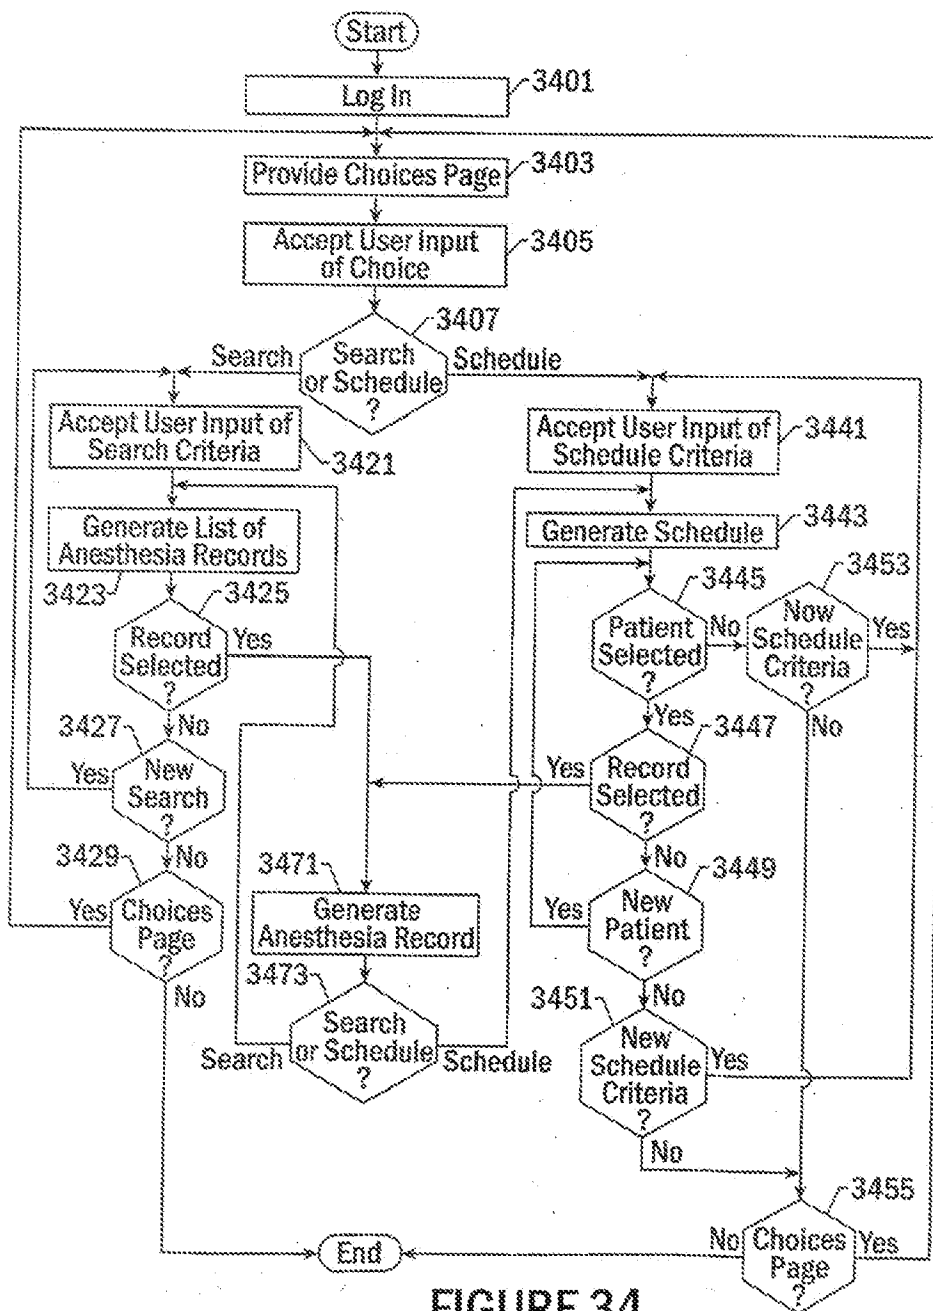 Start
Log In
3401
Provide Choices Page
3403
Accept User Input
of Choice
3405
3407
Search
or Schedule
?
Search
Schedule
Accept User Input of
Search Criteria
3421
Generate List of
Anesthesia Records
3423
3425
Record
Selected
?
Yes
No
3427
New
Search
?
Yes
No
3429
Choices
Page
?
Yes
No
3471
Generate
Anesthesia Record
3473
Search
or Schedule
?
Search
Schedule
Accept User Input of
Schedule Criteria
3441
Generate Schedule
3443
3445
Patient
Selected
?
No
Yes
3453
Now
Schedule
Criteria
?
Yes
No
3447
Record
Selected
?
Yes
No
3449
New
Patient
?
Yes
No
3451
New
Schedule
Criteria
?
Yes
No
3455
Choices
Page
?
No
Yes
End
FIGURE 34